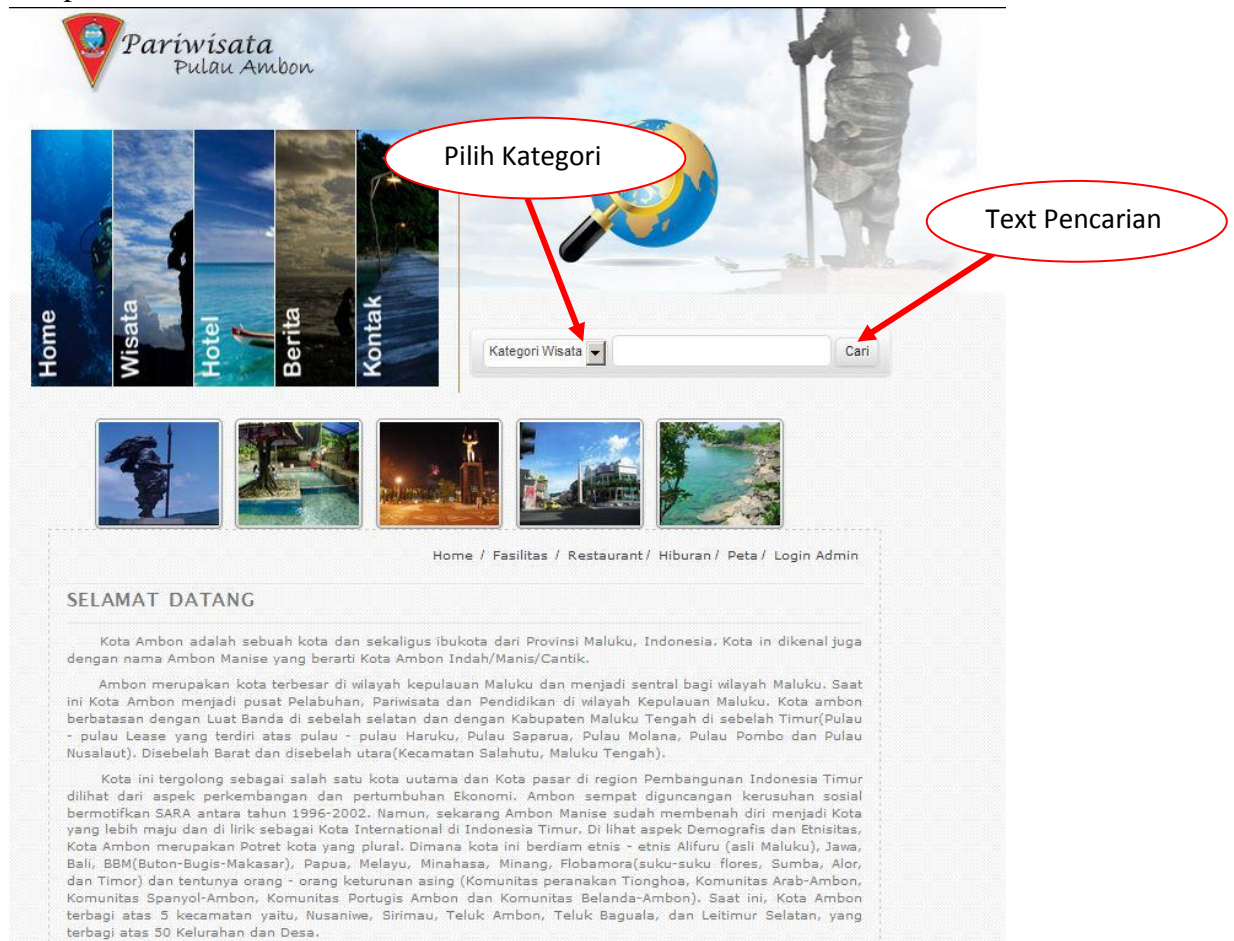 Pariwisata
Pulau Ambon
Pilih Kategori
Text Pencarian
Home
Wisata
Hotel
Berita
Kontak
Kategori Wisata
Cari
Home / Fasilitas / Restaurant / Hiburan / Peta / Login Admin
SELAMAT DATANG
Kota Ambon adalah sebuah kota dan sekaligus ibukota dari Provinsi Maluku, Indonesia. Kota in dikenal juga
dengan nama Ambon Manise yang berarti Kota Ambon Indah/Manis/Cantik.
Ambon merupakan kota terbesar di wilayah kepulauan Maluku dan menjadi sentral bagi wilayah Maluku. Saat
ini Kota Ambon menjadi pusat Pelabuhan, Pariwisata dan Pendidikan di wilayah Kepulauan Maluku. Kota ambon
berbatasan dengan Luat Banda di sebelah selatan dan dengan Kabupaten Maluku Tengah di sebelah Timur(Pulau
- pulau Lease yang terdiri atas pulau - pulau Haruku, Pulau Saparua, Pulau Molana, Pulau Pombo dan Pulau
Nusalaut). Disebelah Barat dan disebelah utara(Kecamatan Salahutu, Maluku Tengah).
Kota ini tergolong sebagai salah satu kota uutama dan Kota pasar di region Pembangunan Indonesia Timur
dilihat dari aspek perkembangan dan pertumbuhan Ekonomi. Ambon sempat diguncangan kerusuhan sosial
bermotifkan SARA antara tahun 1996-2002. Namun, sekarang Ambon Manise sudah membenah diri menjadi Kota
yang lebih maju dan di lirik sebagai Kota International di Indonesia Timur. Di lihat aspek Demografis dan Etnisitas,
Kota Ambon merupakan Potret kota yang plural. Dimana kota ini berdiam etnis - etnis Alifuru (asli Maluku), Jawa,
Bali, BBM(Buton-Bugis-Makasar), Papua, Melayu, Minahasa, Minang, Flobamora(suku-suku flores, Sumba, Alor,
dan Timor) dan tentunya orang - orang keturunan asing (Komunitas peranakan Tionghoa, Komunitas Arab-Ambon,
Komunitas Spanyol-Ambon, Komunitas Portugis Ambon dan Komunitas Belanda-Ambon). Saat ini, Kota Ambon
terbagi atas 5 kecamatan yaitu, Nusaniwe, Sirimau, Teluk Ambon, Teluk Baguala, dan Leitimur Selatan, yang
terbagi atas 50 Kelurahan dan Desa.